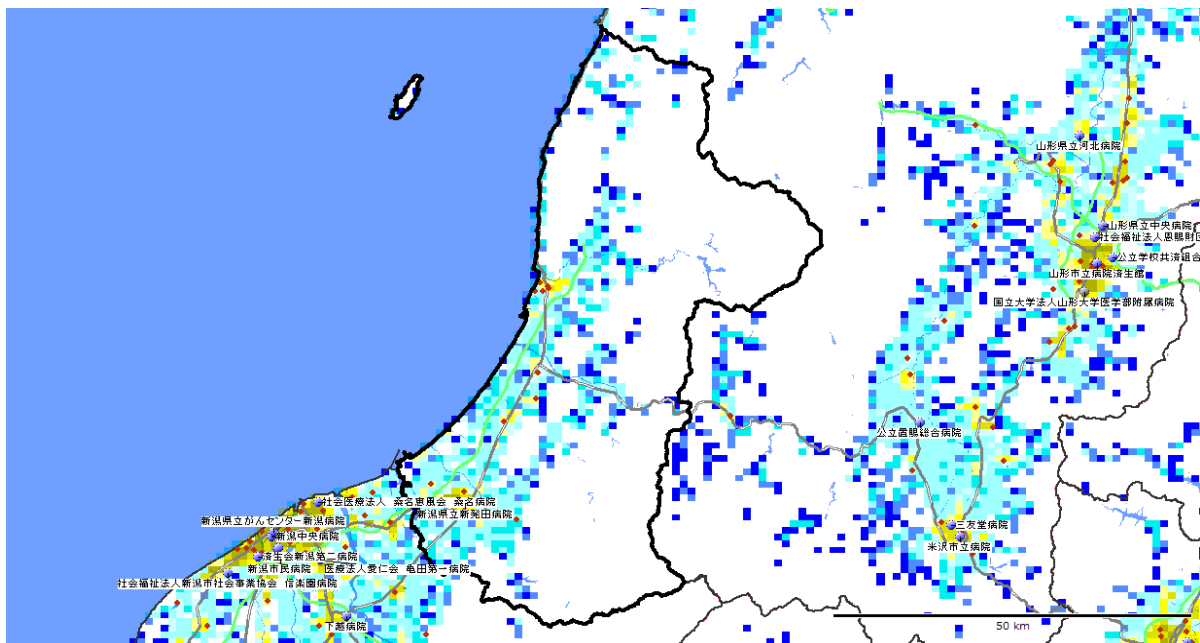 山形県立河北病院
山形県立中央病院
社会福祉法人恩賜財団
公立学校共済組合
山形市立病院済生館
国立大学法人山形大学医学部附属病院
公立置賜総合病院
社会医療法人 桑名恵風会 桑名病院
新潟県立新発田病院
新潟県立がんセンター新潟病院
新潟中央病院
三友堂病院
米沢市立病院
済生会新潟第二病院
新潟市民病院 医療法人愛仁会 亀田第一病院
社会福祉法人新潟市社会事業協会 信楽園病院
下越病院
50 km